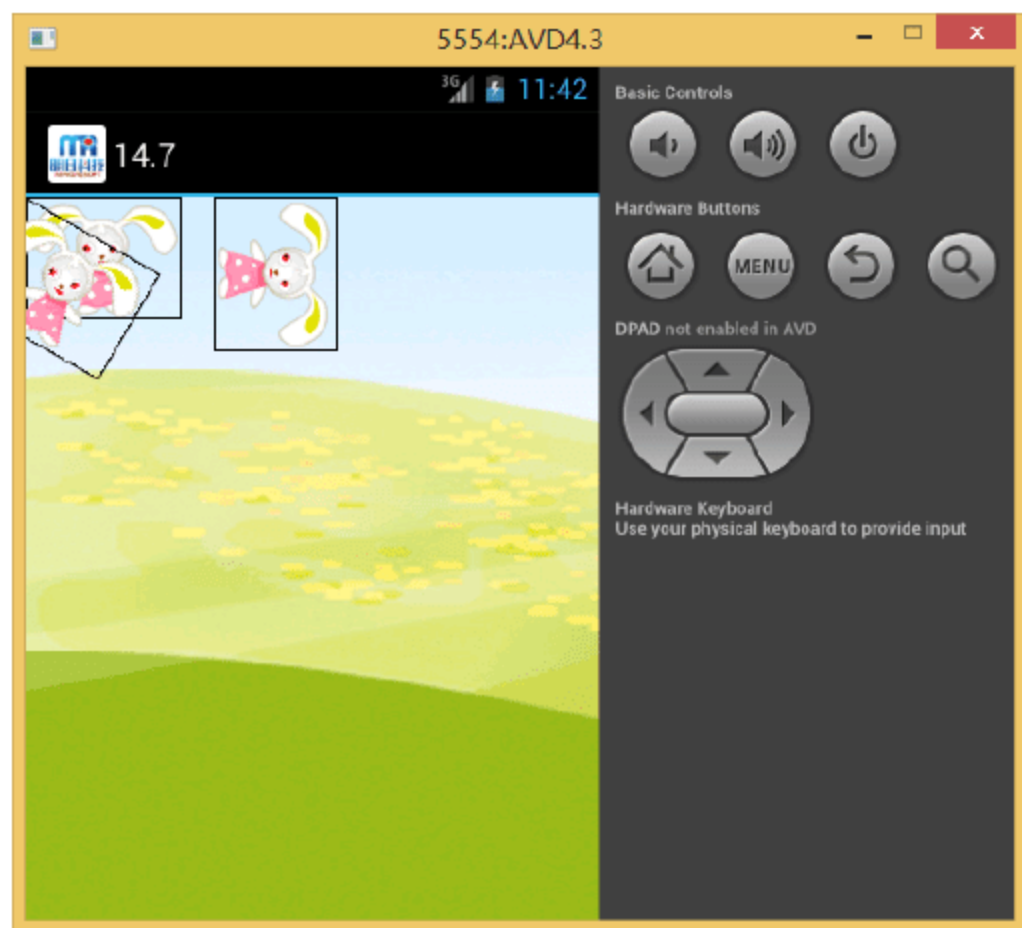 5554:AVD4.3
3G
11:42
14.7
Basic Controls
Hardware Buttons
MENU
DPAD not enabled in AVD
Hardware Keyboard
Use your physical keyboard to provide input